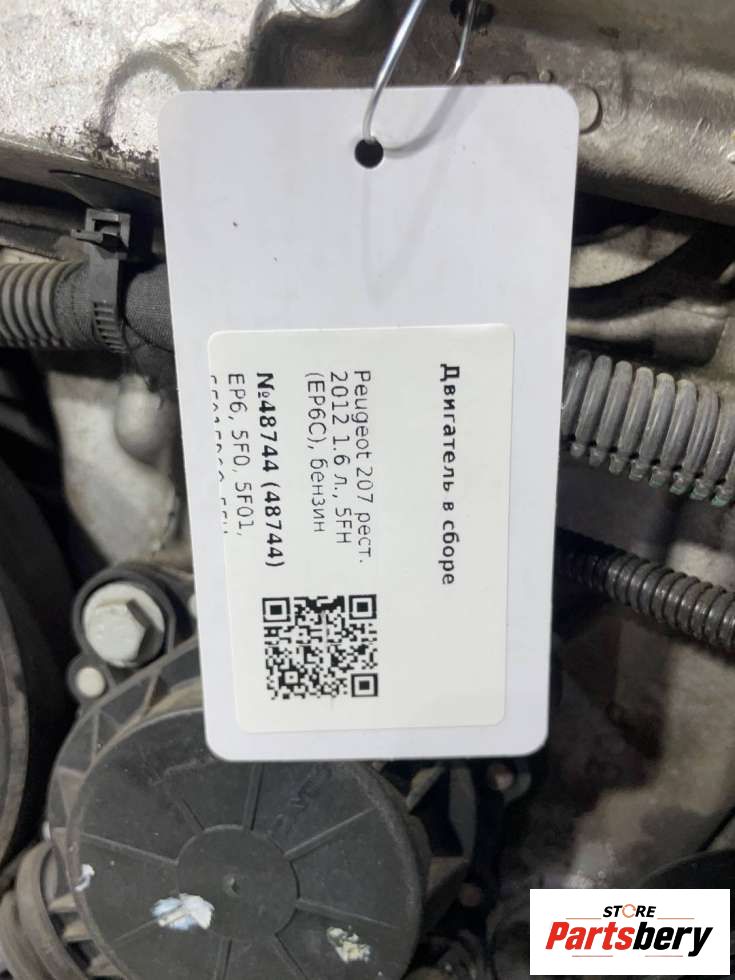 Двигатель в сборе
Peugeot 207 рест.
2012 1.6 л., 5FH
(EP6C), бензин
№48744 (48744)
EP6, 5F0, 5F01,
STORE
Partsbery